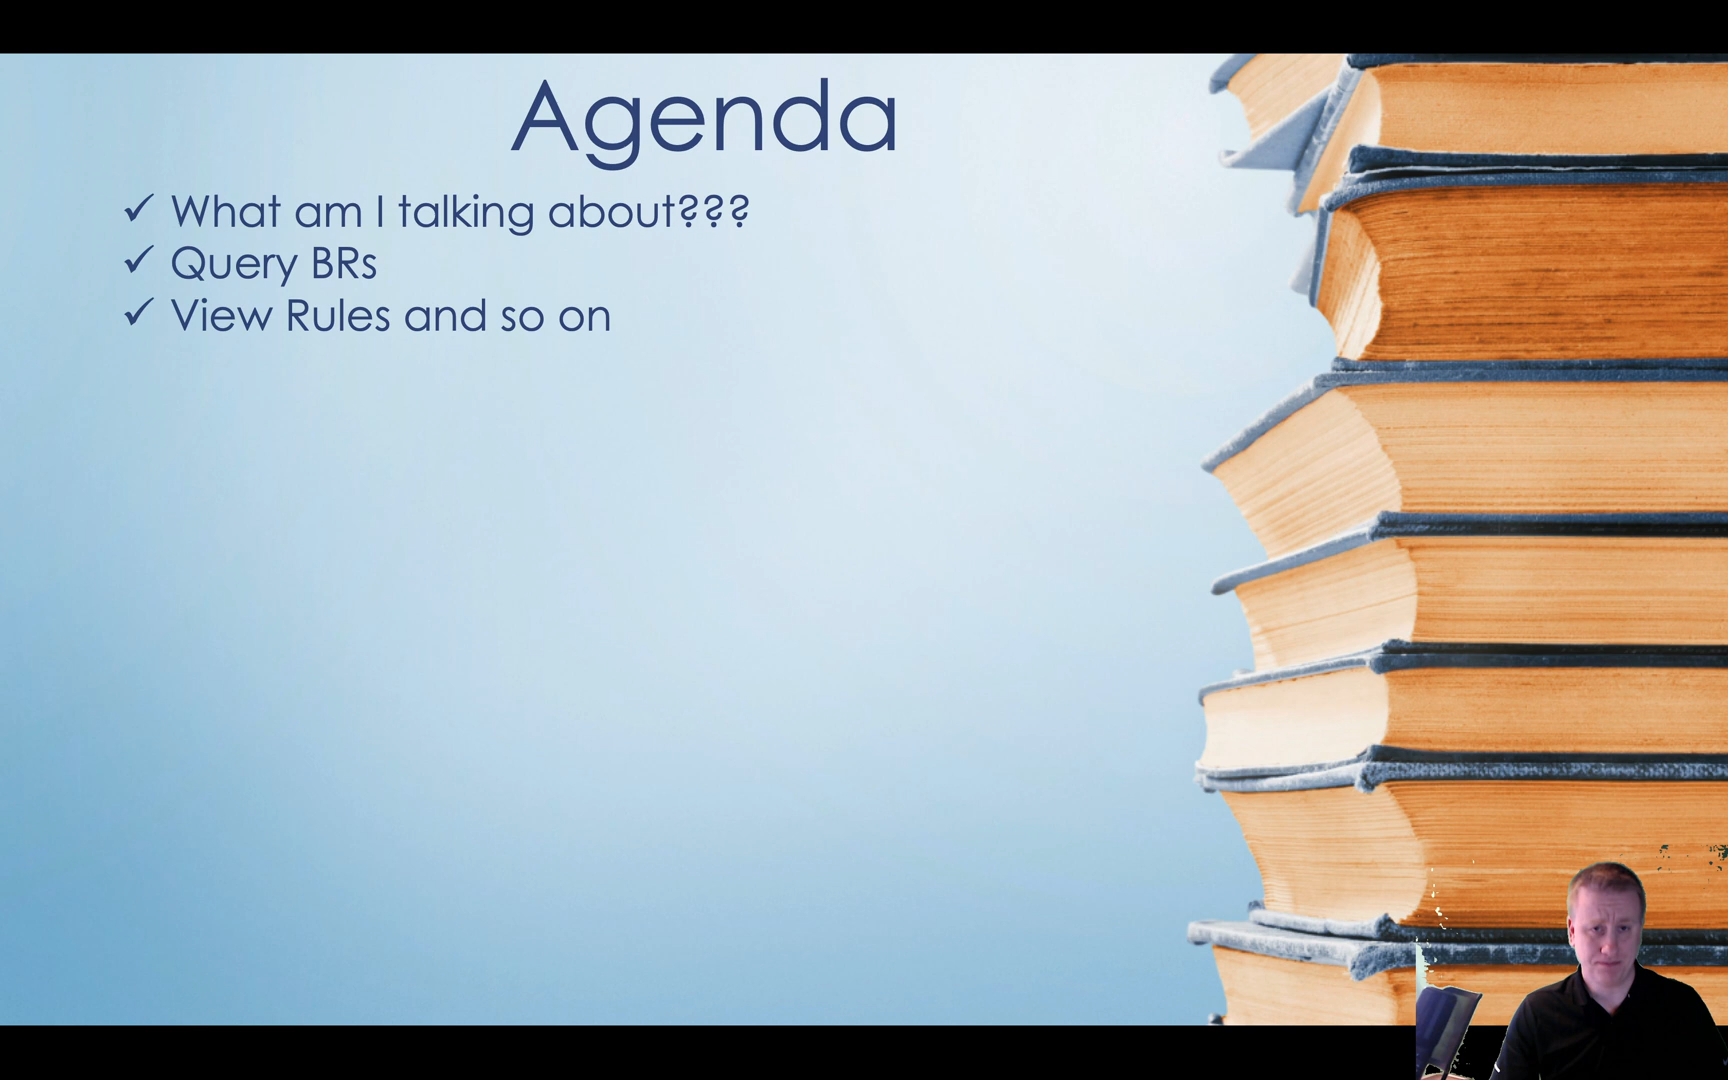 Agenda
✓ What am I talking about???
✓ Query BRs
✓ View Rules and so on